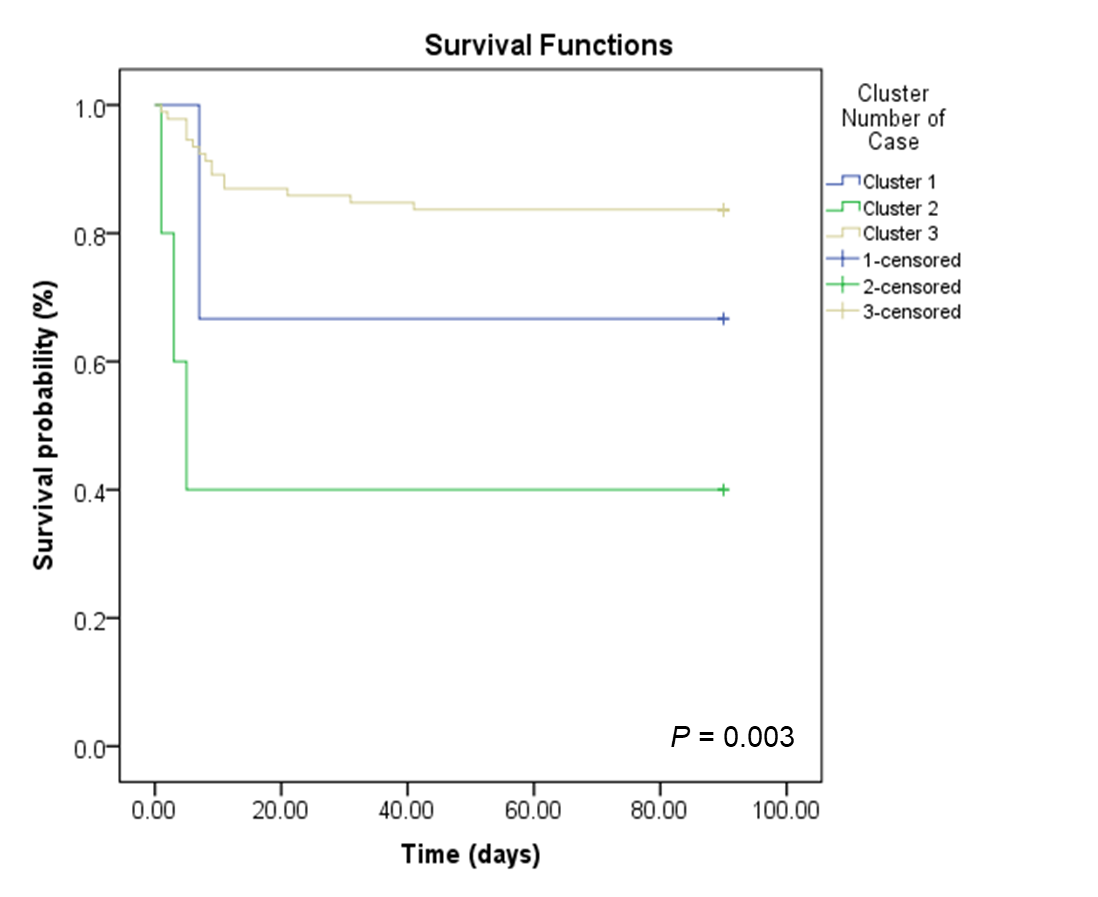 Survival Functions
Survival probability (%)
1.0
0.8
0.6
0.4
0.2
0.0
P = 0.003
0.00 20.00 40.00 60.00 80.00 100.00
Time (days)
Cluster
Number of
Case
Cluster 1
Cluster 2
Cluster 3
1-censored
2-censored
3-censored